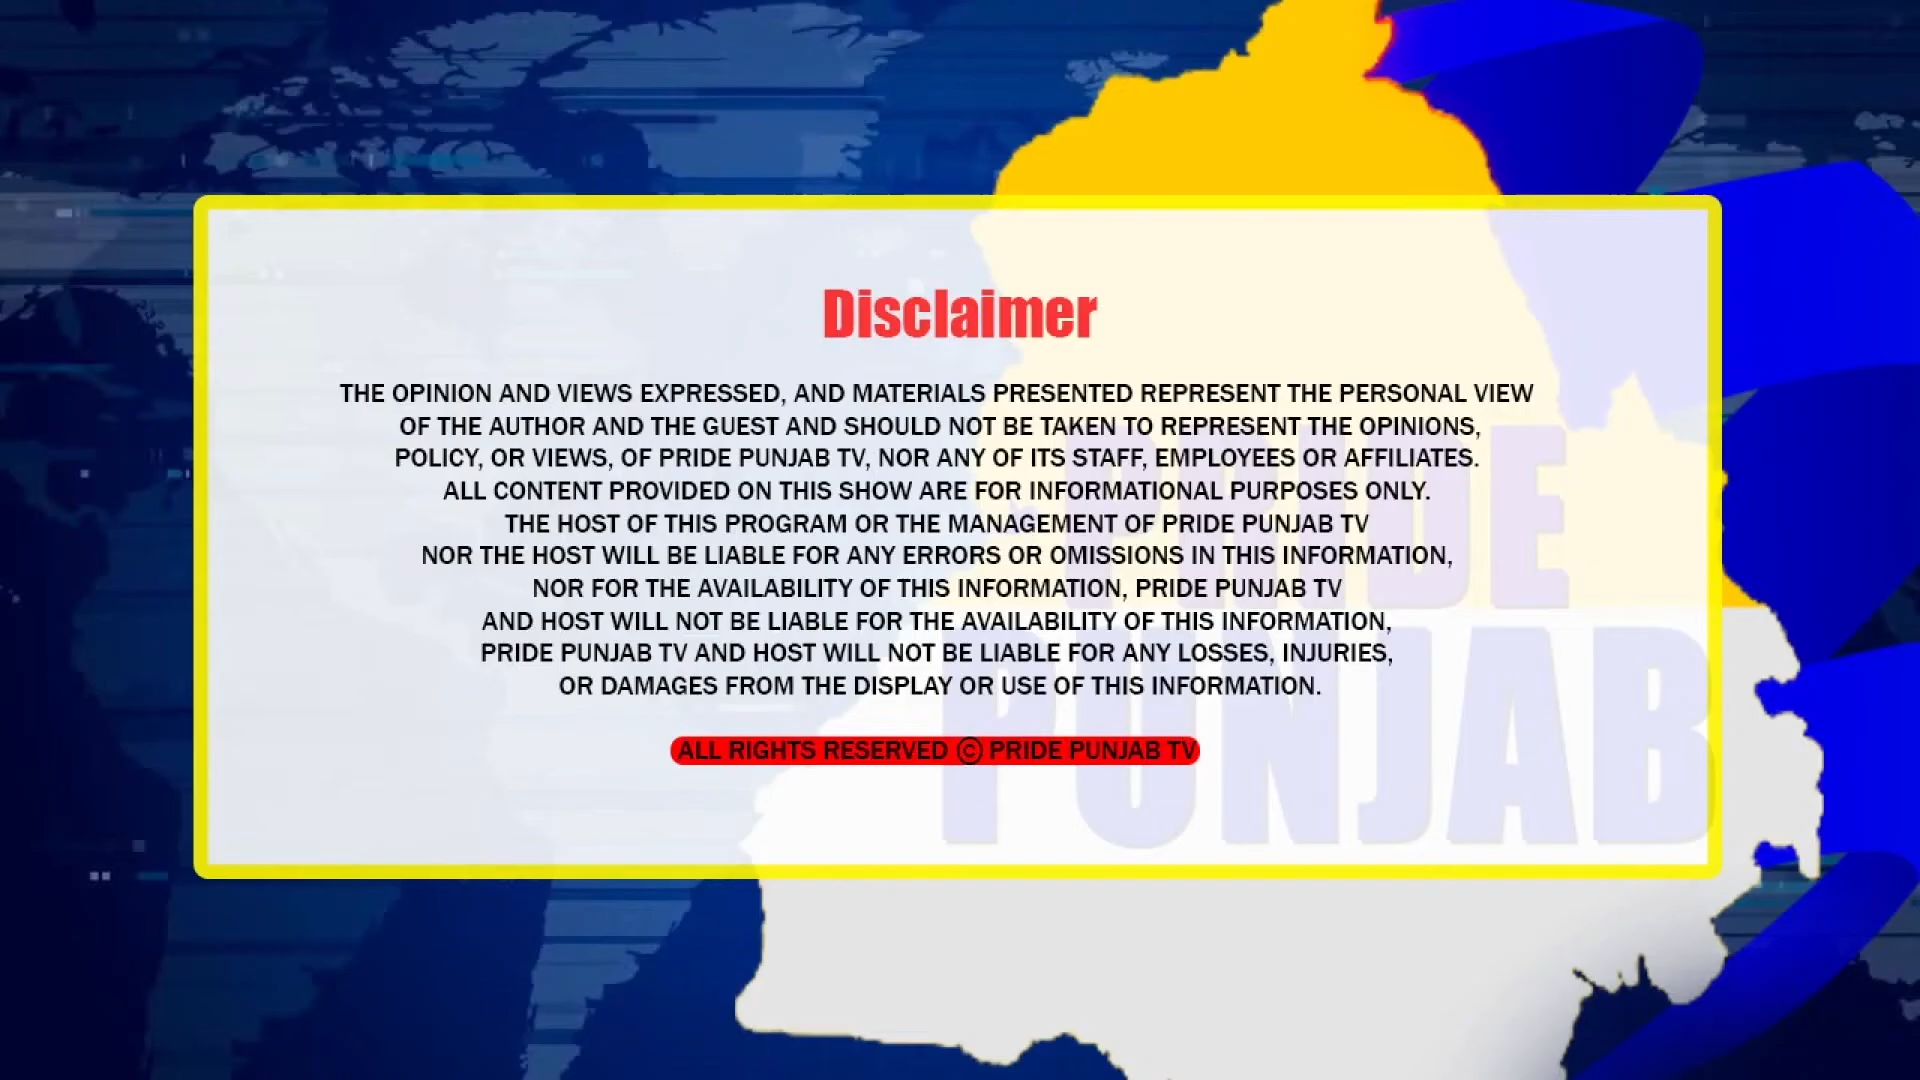 Disclaimer
THE OPINION AND VIEWS EXPRESSED, AND MATERIALS PRESENTED REPRESENT THE PERSONAL VIEW
OF THE AUTHOR AND THE GUEST AND SHOULD NOT BE TAKEN TO REPRESENT THE OPINIONS,
POLICY, OR VIEWS, OF PRIDE PUNJAB TV, NOR ANY OF ITS STAFF, EMPLOYEES OR AFFILIATES.
ALL CONTENT PROVIDED ON THIS SHOW ARE FOR INFORMATIONAL PURPOSES ONLY.
THE HOST OF THIS PROGRAM OR THE MANAGEMENT OF PRIDE PUNJAB TV
NOR THE HOST WILL BE LIABLE FOR ANY ERRORS OR OMISSIONS IN THIS INFORMATION,
NOR FOR THE AVAILABILITY OF THIS INFORMATION, PRIDE PUNJAB TV
AND HOST WILL NOT BE LIABLE FOR THE AVAILABILITY OF THIS INFORMATION,
PRIDE PUNJAB TV AND HOST WILL NOT BE LIABLE FOR ANY LOSSES, INJURIES,
OR DAMAGES FROM THE DISPLAY OR USE OF THIS INFORMATION.
ALL RIGHTS RESERVED © PRIDE PUNJAB TV
PRIDE
PUNJAB